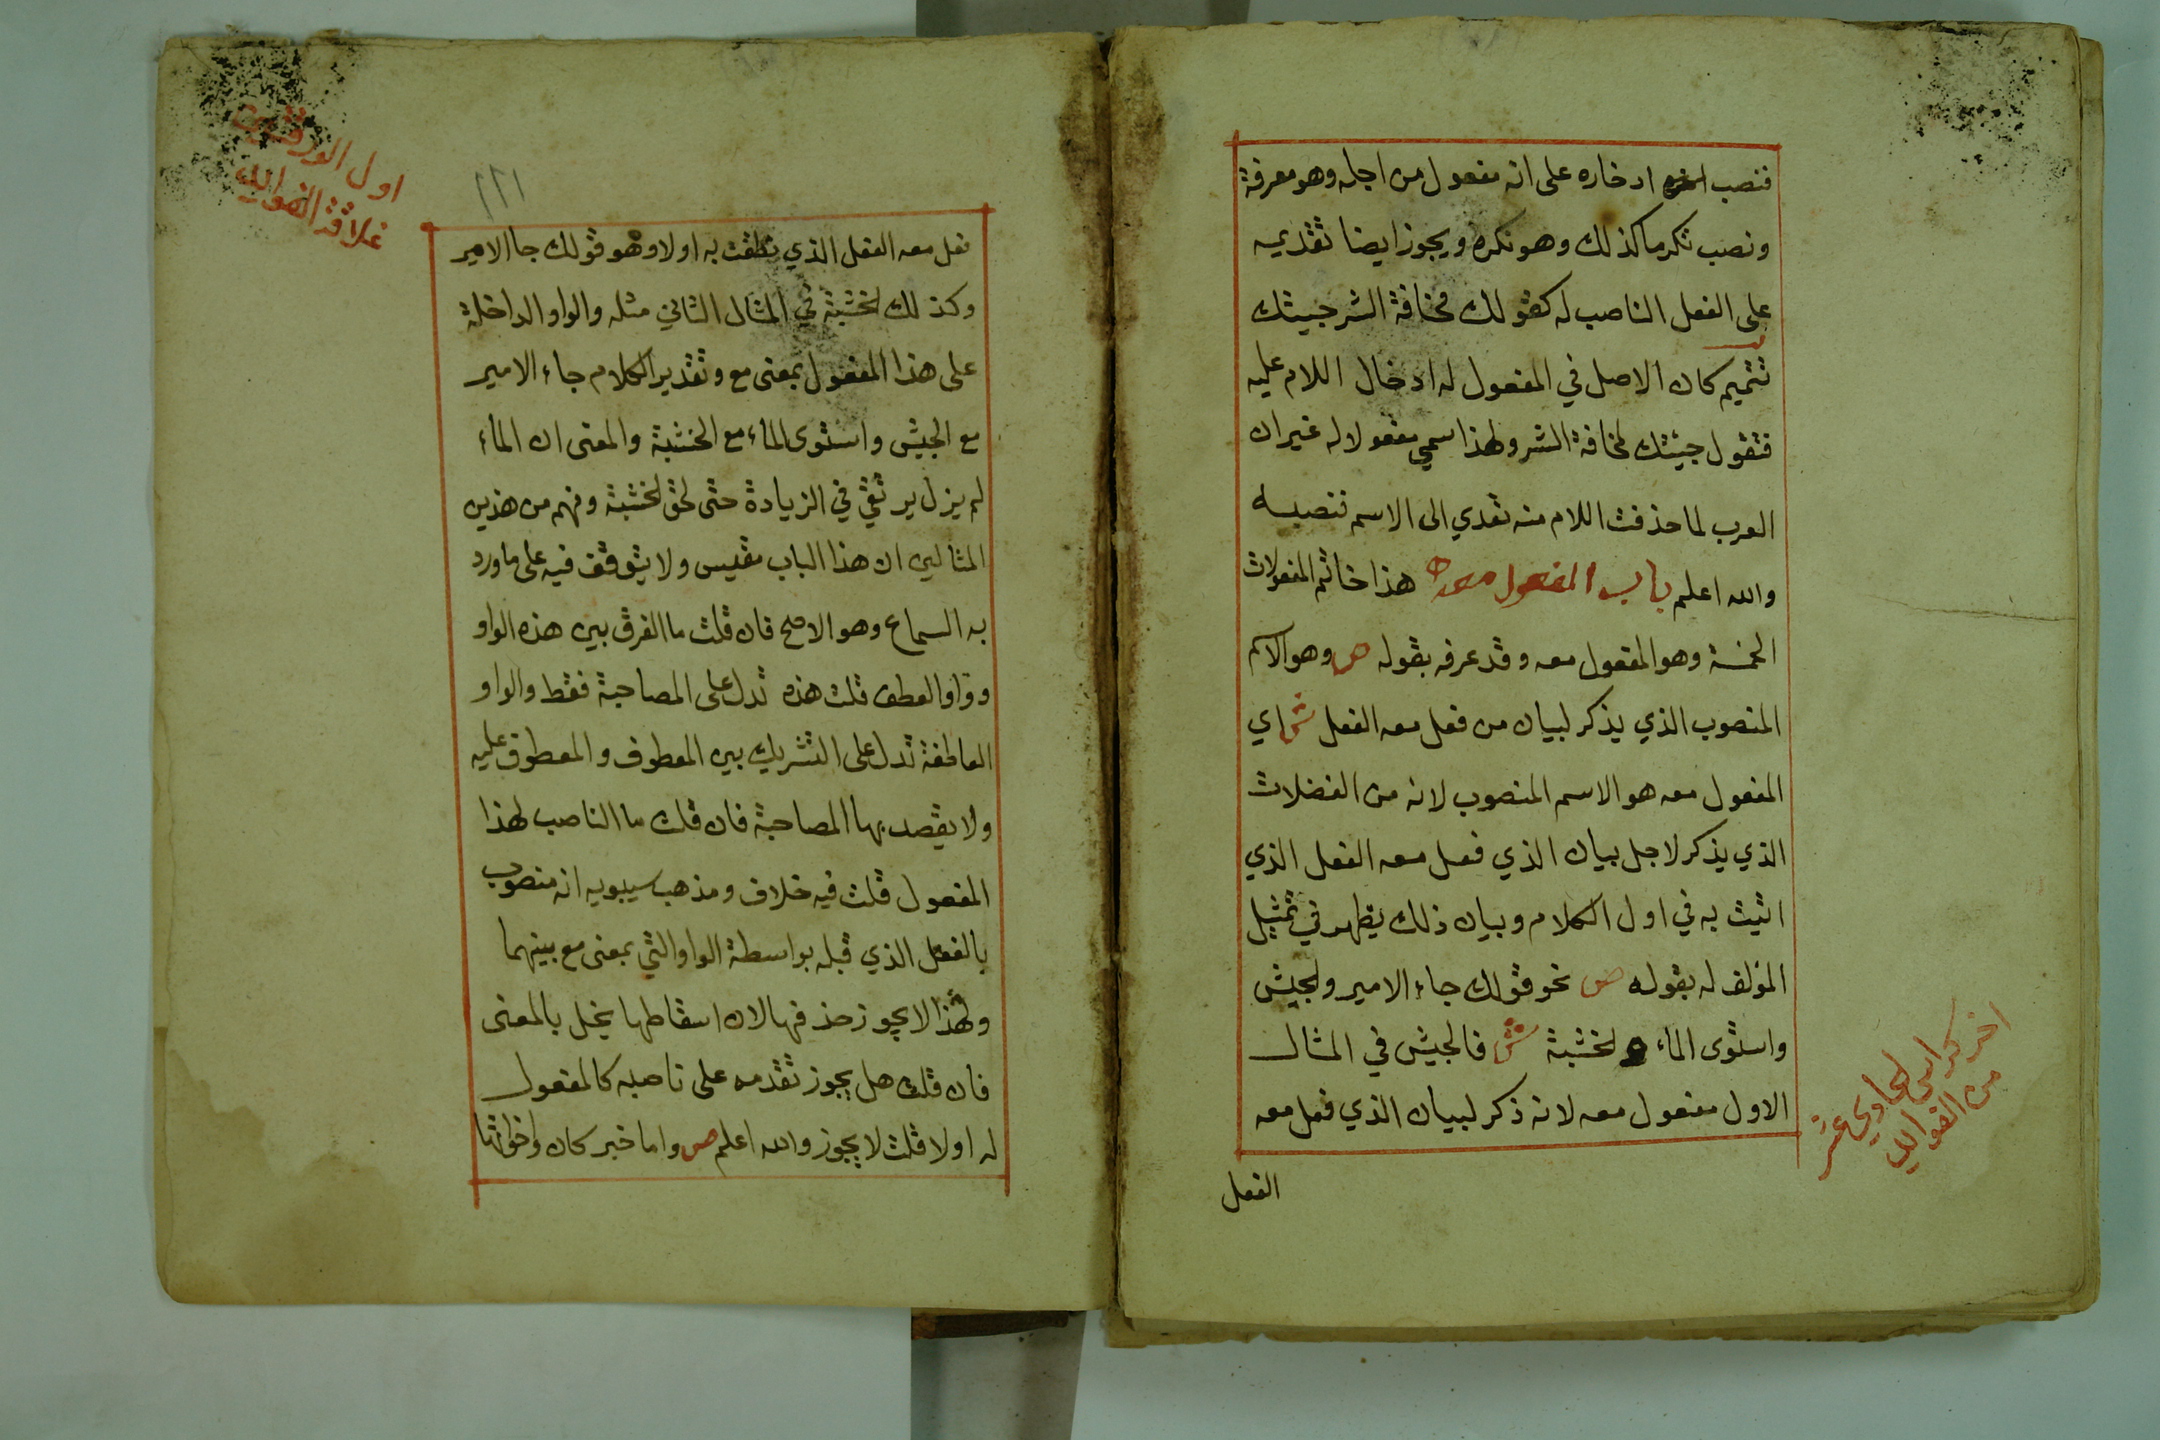 فنصب ادخاره على انه مفعول من اجله وهو معرفة
ونصب تكرما كذلك وهو نكره ويجوز ايضا تقديمه
على الفعل الناصب له كقولك مخافة الشر جيتك
تتميم كان الاصل في المفعول له ادخال اللام عليه
فتقول جيتك لمخافة الشر ولهذا سمي مفعولا له غير ان
العرب لما حذفت اللام منه تعدي الى الاسم فنصبه
والله اعلم باب المفعول معه هذا خاتم المفعولات
الخمسة وهو المفعول معه وقد عرفه بقوله ص وهو الاسم
المنصوب الذي يذكر لبيان من فعل معه الفعل ش اي
المفعول معه هو الاسم المنصوب لانه من الفضلات
الذي يذكر لاجل بيان الذي فعل معه الفعل الذي
اتيت به في اول الكلام وبيان ذلك يظهر في تمثيل
المؤلف له بقوله ص نحو قولك جاء الامير ولجيش
واستوى الماء و لخشبة ش فالجيش في المثال
الاول مفعول معه لانه ذكر لبيان الذي فعل معه
الفعل
اخر كراس الحاوي عشر
من الفوايد
اول الورقة
علاقة الفوايد
١٢١
فعل معه الفعل الذي نطقت به اولا وهو قولك جا الامير
وكذلك لخشبة في المثال الثاني مثله والواو الداخلة
على هذا المفعول بمعنى مع وتقدير الكلام جاء الامير
مع الجيش واستوى الماء مع الخشبة والمعنى ان الماء
لم يزل يرتقي في الزيادة حتى لحق لخشبة وفهم من هذين
المثالين ان هذا الباب مقيس ولا يتوقف فيه على ما ورد
به السماع وهو الاصح فان قلت ما الفرق بين هذه الواو
وواو العطف قلت هذه تدل على المصاحبة فقط والواو
العاطفة تدل على التشريك بين المعطوف والمعطوف عليه
ولا يقصد بها المصاحبة فان قلت ما الناصب لهذا
المفعول قلت فيه خلاف ومذهب سيبويه انه منصوب
بالفعل الذي قبله بواسطة الواو التي بمعنى مع بينهما
ولهذا لا يجوز حذفها لان اسقاطها يخل بالمعنى
فان قلت هل يجوز تقدمه على ناصبه كالمفعول
له اولا قلت لا يجوز والله اعلم ص واما خبر كان واخواتها